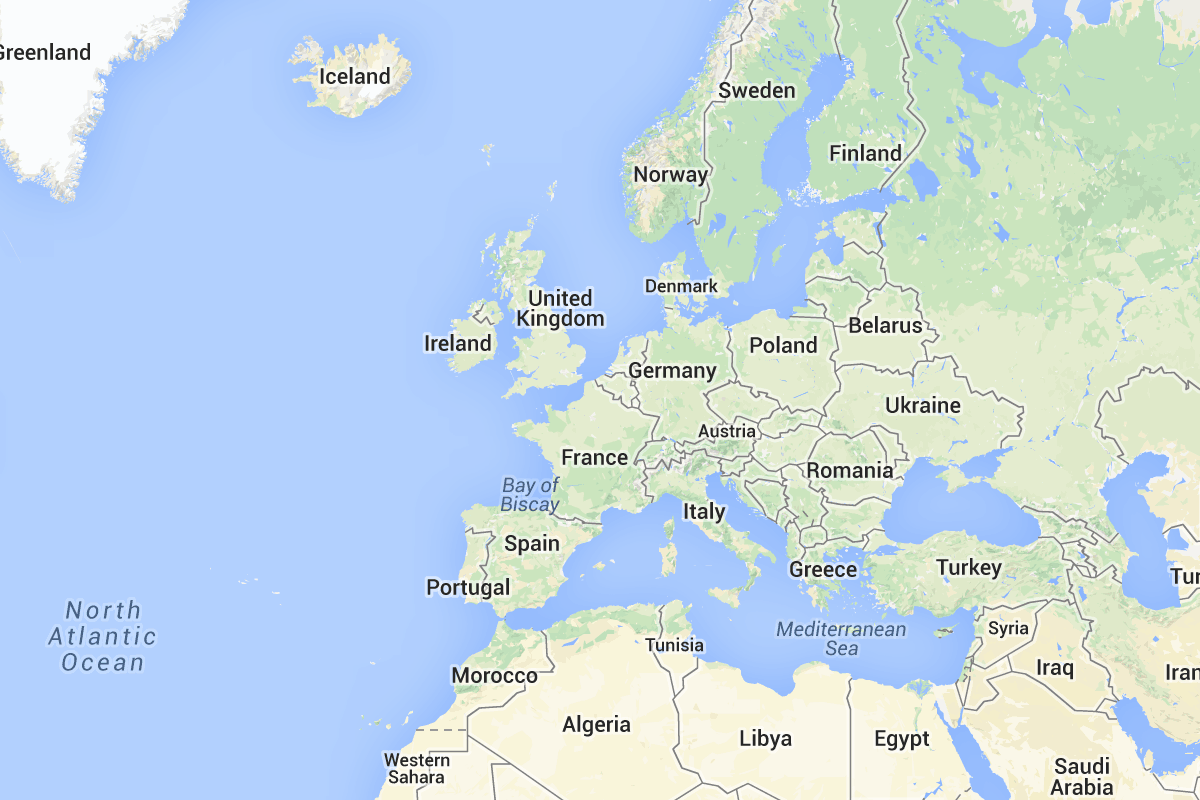 Greenland
Iceland
Sweden
Finland
Norway
Denmark
United
Kingdom
Ireland
Belarus
Poland
Germany
Ukraine
Austria
France
Romania
Bay of
Biscay
Italy
Spain
Greece
Turkey
Tur
Portugal
North
Atlantic
Ocean
Mediterranean
Sea
Syria
Tunisia
Iraq
Iran
Morocco
Algeria
Libya
Egypt
Western
Sahara
Saudi
Arabia